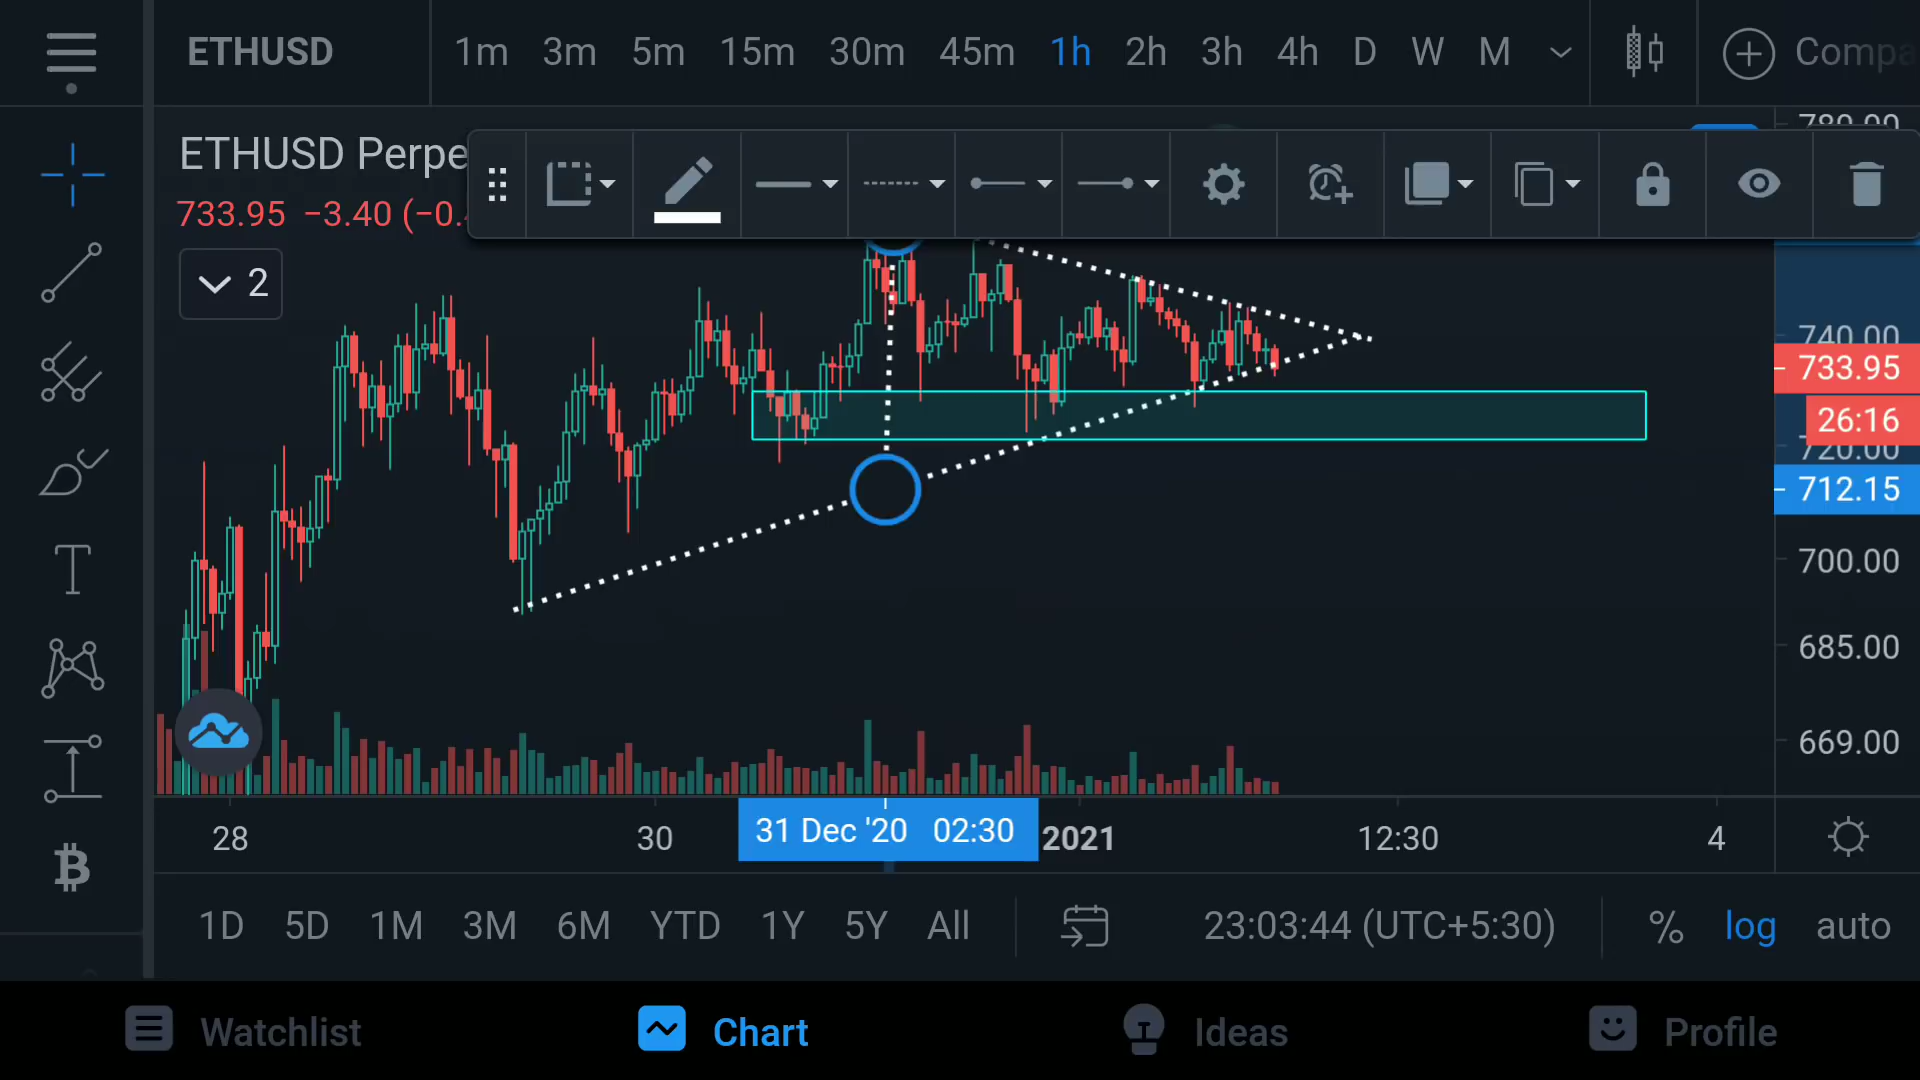 ETHUSD 1m 3m 5m 15m 30m 45m 1h 2h 3h 4h D W M
ETHUSD
733.95 −3.40
2
740.00
733.95
26:16
720.00
712.15
700.00
685.00
669.00
28 30 31 Dec '20 02:30 2021 12:30 4
1D 5D 1M 3M 6M YTD 1Y 5Y All 23:03:44 (UTC+5:30) % log auto
Watchlist Chart Ideas Profile